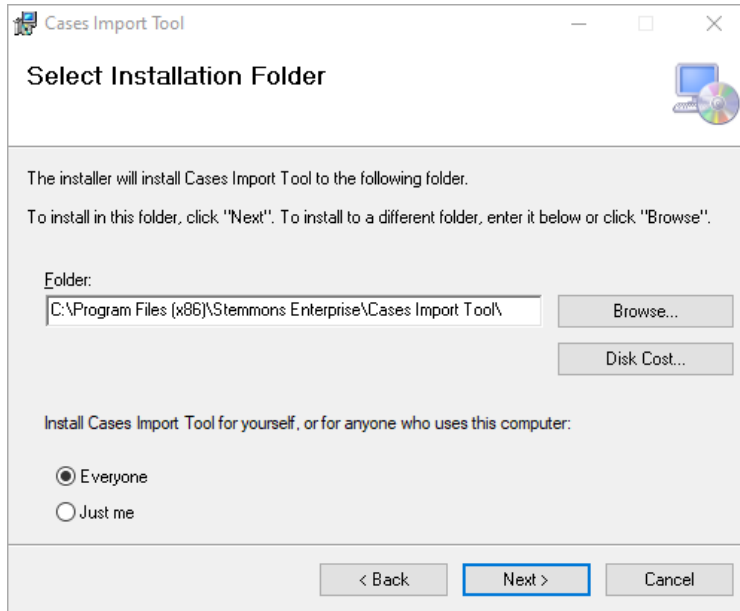 Cases Import Tool
Select Installation Folder
The installer will install Cases Import Tool to the following folder.
To install in this folder, click "Next". To install to a different folder, enter it below or click "Browse".
Folder:
C:\Program Files (x86)\Stemmons Enterprise\Cases Import Tool\
Browse...
Disk Cost...
Install Cases Import Tool for yourself, or for anyone who uses this computer:
Everyone
Just me
< Back
Next >
Cancel